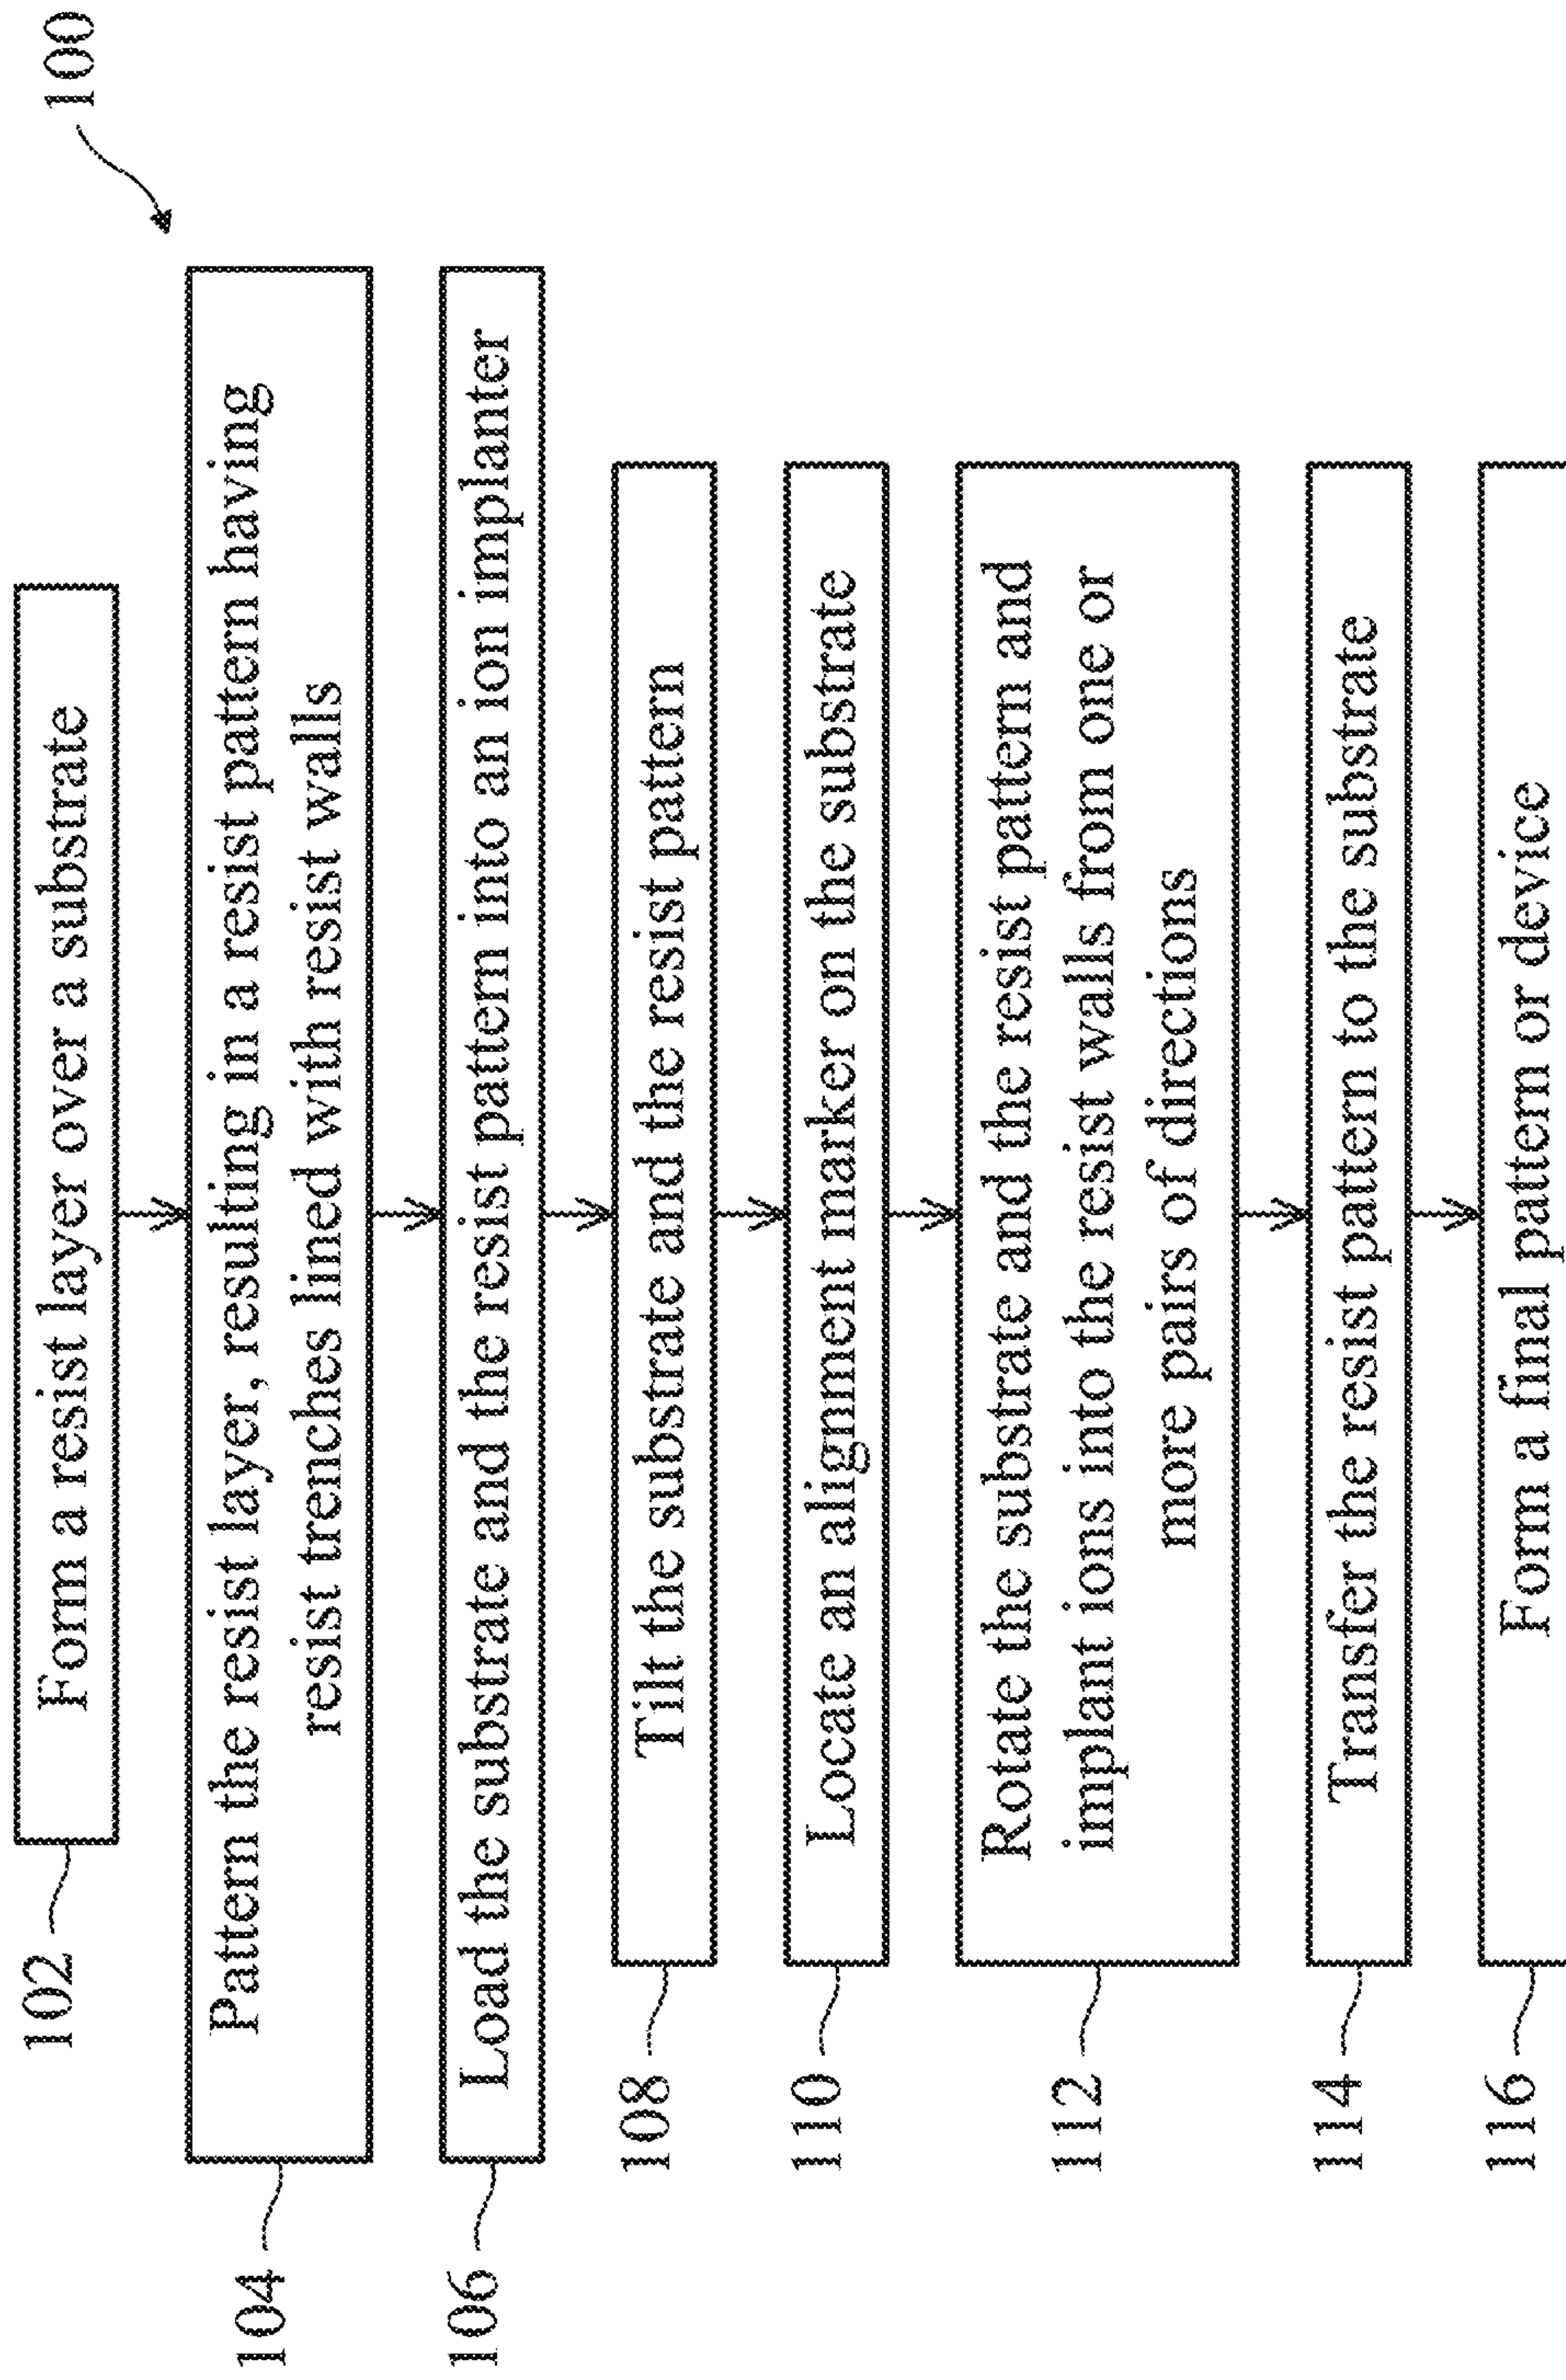 100
102
Form a resist layer over a substrate
104
Pattern the resist layer, resulting in a resist pattern having
resist trenches lined with resist walls
106
Load the substrate and the resist pattern into an ion implanter
108
Tilt the substrate and the resist pattern
110
Locate an alignment marker on the substrate
112
Rotate the substrate and the resist pattern and
implant ions into the resist walls from one or
more pairs of directions
114
Transfer the resist pattern to the substrate
116
Form a final pattern or device